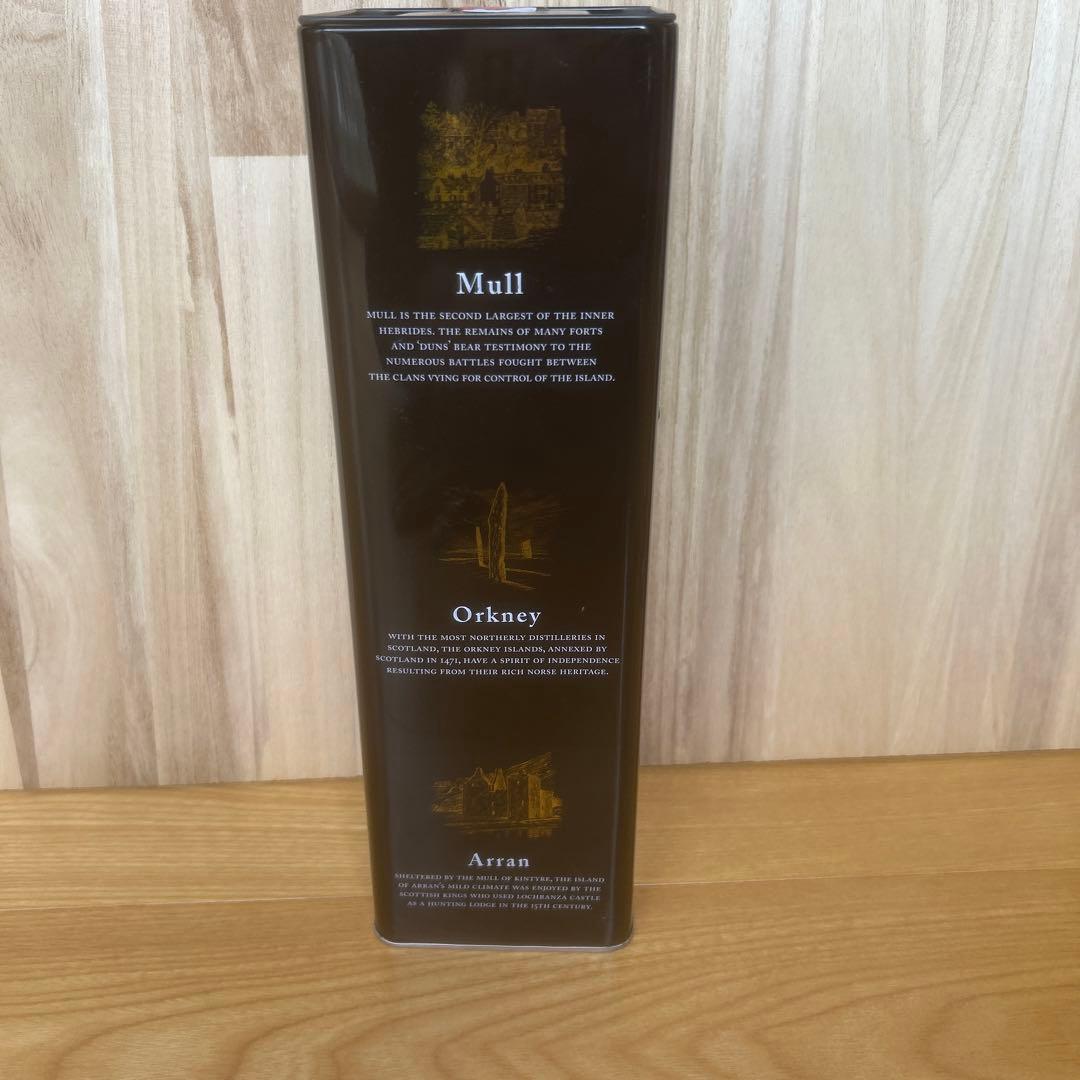 Mull
MULL IS THE SECOND LARGEST OF THE INNER
HEBRIDES. THE REMAINS OF MANY FORTS
AND ‘DUNS’ BEAR TESTIMONY TO THE
NUMEROUS BATTLES FOUGHT BETWEEN
THE CLANS VYING FOR CONTROL OF THE ISLAND.
Orkney
WITH THE MOST NORTHERLY DISTILLERIES IN
SCOTLAND, THE ORKNEY ISLANDS, ANNEXED BY
SCOTLAND IN 1471, HAVE A SPIRIT OF INDEPENDENCE
RESULTING FROM THEIR RICH NORSE HERITAGE.
Arran
SHELTERED BY THE MULL OF KINTYRE, THE ISLAND
OF ARRAN'S MILD CLIMATE WAS ENJOYED BY THE
SCOTTISH KINGS WHO USED LOCHRANZA CASTLE
AS A HUNTING LODGE IN THE 15TH CENTURY.